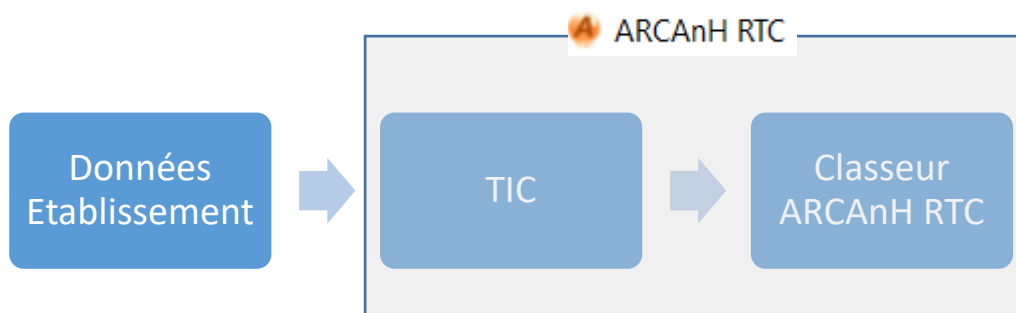 ARCAnH RTC
Données
Etablissement
TIC
Classeur
ARCAnH RTC